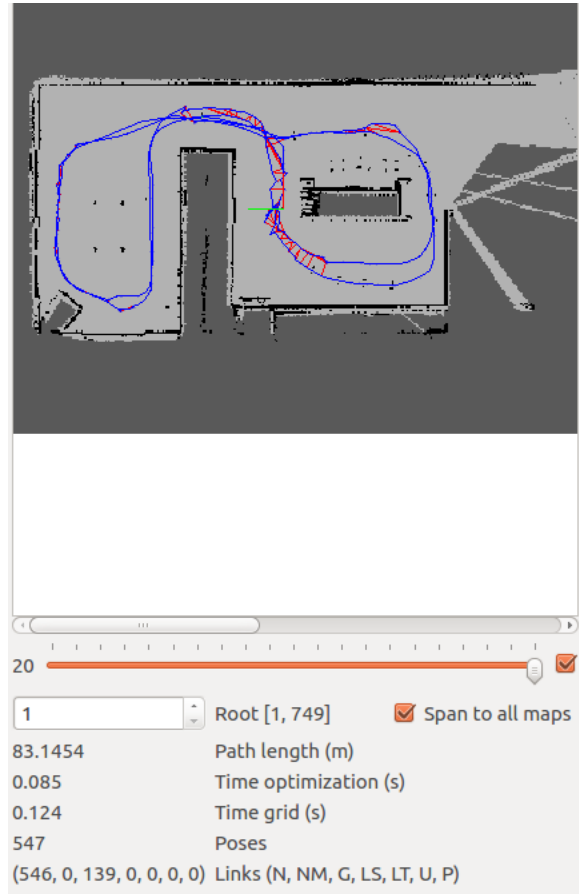 20
1 Root [1, 749] Span to all maps
83.1454 Path length (m)
0.085 Time optimization (s)
0.124 Time grid (s)
547 Poses
(546, 0, 139, 0, 0, 0, 0) Links (N, NM, G, LS, LT, U, P)